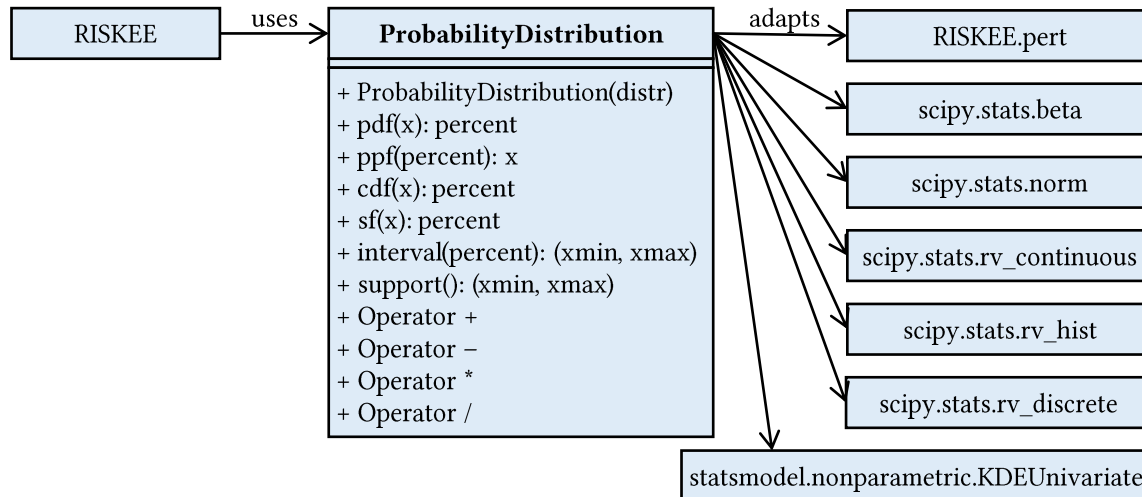 RISKEE
uses
ProbabilityDistribution
adapts
RISKEE.pert
+ ProbabilityDistribution(distr)
+ pdf(x): percent
+ ppf(percent): x
+ cdf(x): percent
+ sf(x): percent
+ interval(percent): (xmin, xmax)
+ support(): (xmin, xmax)
+ Operator +
+ Operator –
+ Operator *
+ Operator /
scipy.stats.beta
scipy.stats.norm
scipy.stats.rv_continuous
scipy.stats.rv_hist
scipy.stats.rv_discrete
statsmodel.nonparametric.KDEUnivariate